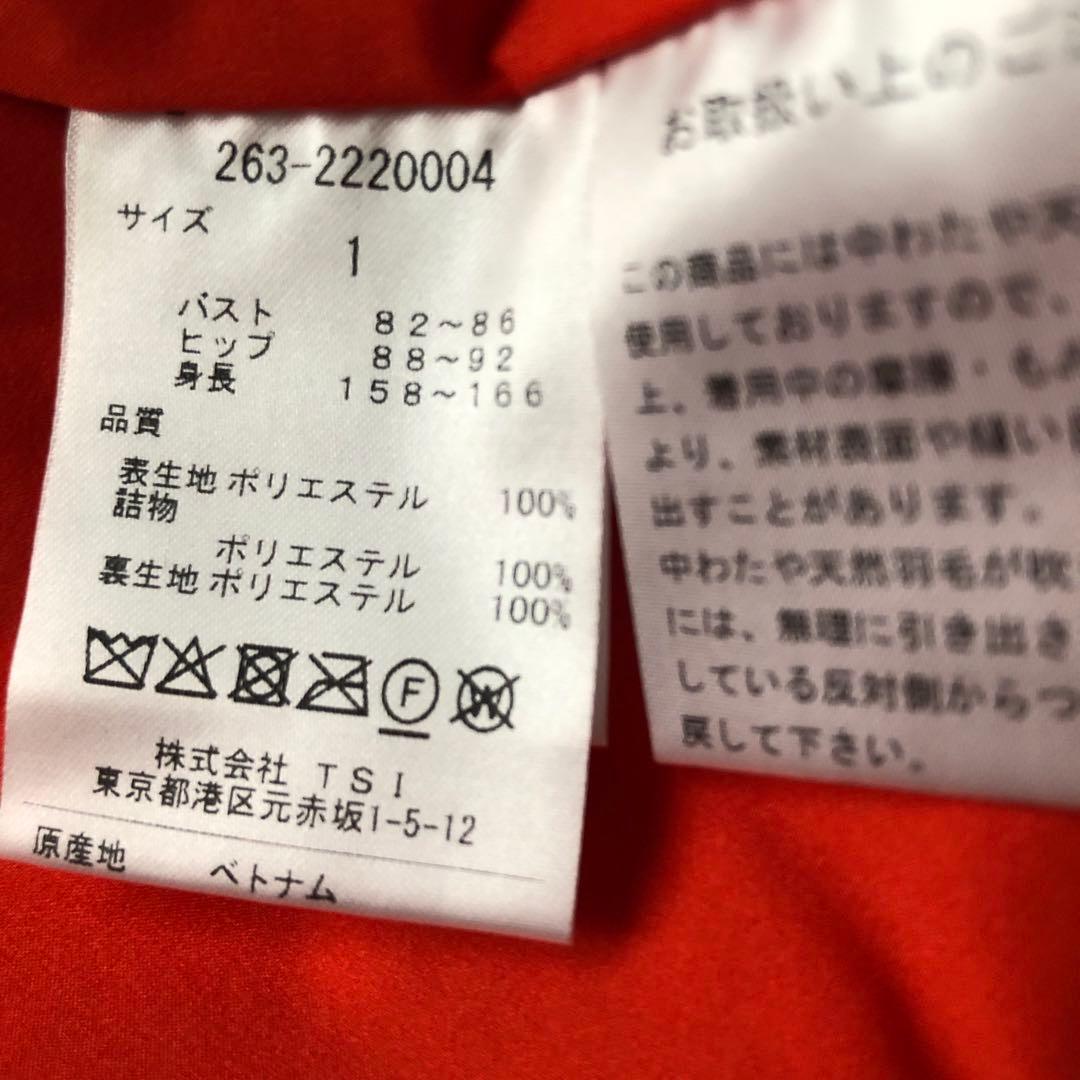 263-2220004
サイズ
1
バスト 82~86
ヒップ 88~92
身長 158~166
品質
表生地 ポリエステル 100%
詰物
ポリエステル 100%
裏生地 ポリエステル 100%
F
W
株式会社 TSI
東京都港区元赤坂1-5-12
原産地 ベトナム
お取扱い上のご
この商品には中わたや天
使用しておりますので、
上、着用中の摩擦・も
より、素材表面や縫い
出すことがあります。
中わたや天然羽毛が吹
には、無理に引き出さ
している反対側からつ
戻して下さい。